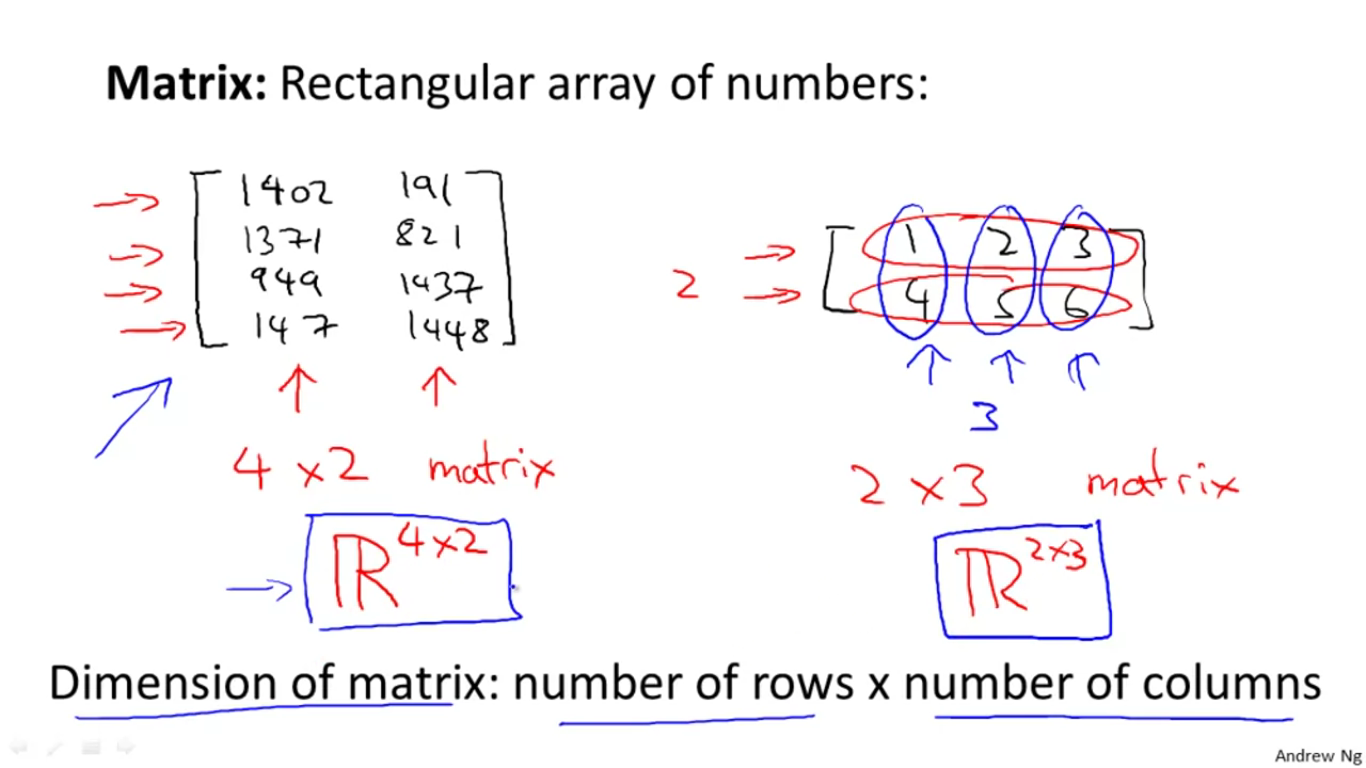 Matrix: Rectangular array of numbers:
1402 191
1371 821
949 1437
147 1448
2
1 2 3
4 5 6
3
4 x 2 matrix
2 x 3 matrix
ℝ^4x2
ℝ^2x3
Dimension of matrix: number of rows x number of columns
Andrew Ng